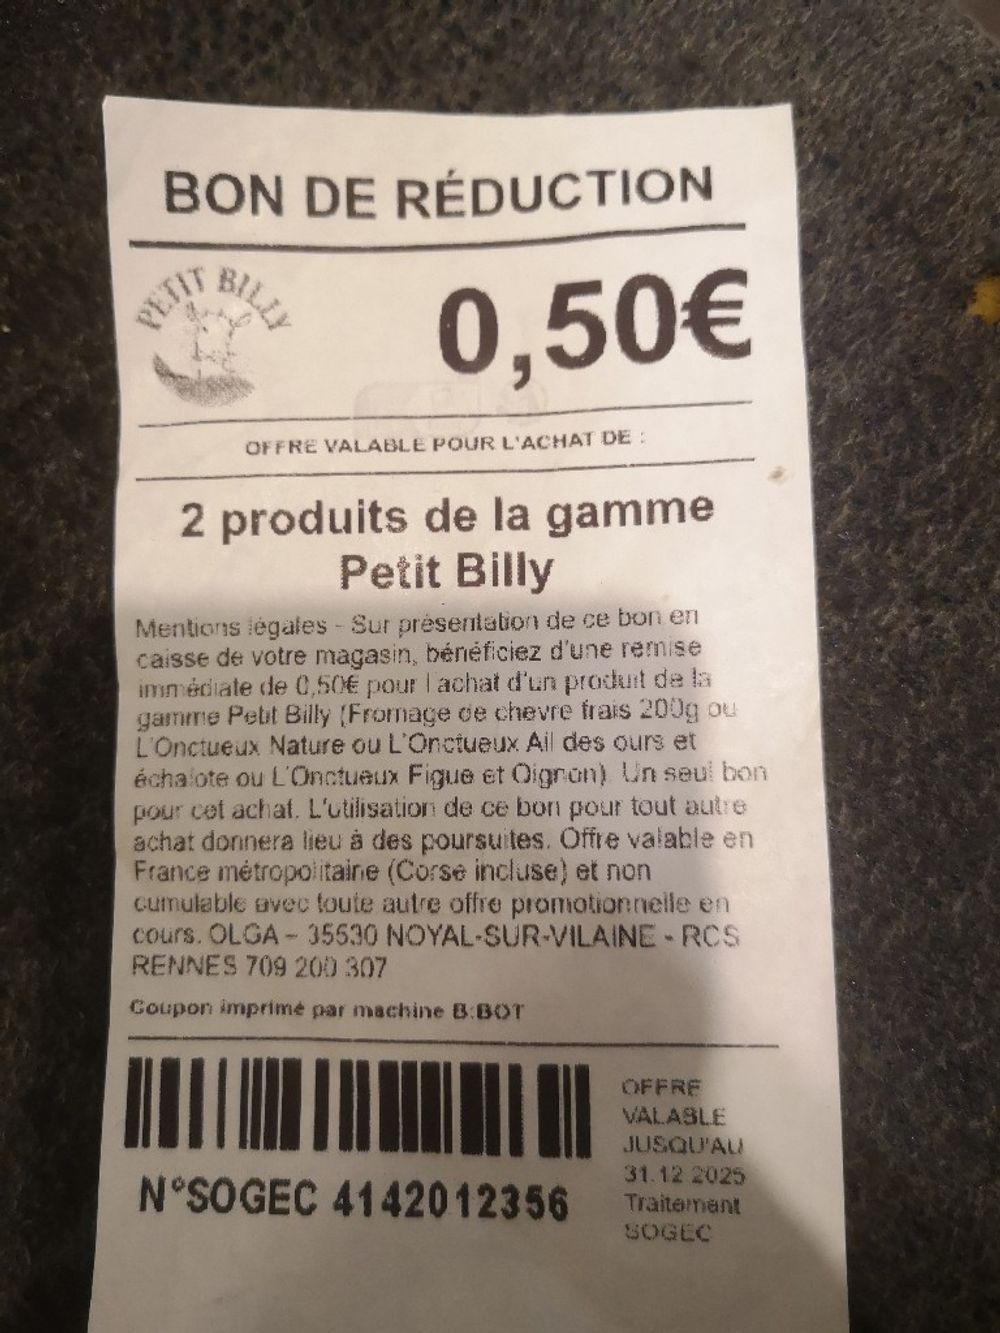 BON DE RÉDUCTION
PETIT BILLY
0,50€
OFFRE VALABLE POUR L'ACHAT DE :
2 produits de la gamme
Petit Billy
Mentions légales - Sur présentation de ce bon en
caisse de votre magasin, bénéficiez d'une remise
immédiate de 0,50€ pour l'achat d'un produit de la
gamme Petit Billy (Fromage de chèvre frais 200g ou
L'Onctueux Nature ou L'Onctueux Ail des ours et
échalote ou L'Onctueux Figue et Oignon). Un seul bon
pour cet achat. L'utilisation de ce bon pour tout autre
achat donnera lieu à des poursuites. Offre valable en
France métropolitaine (Corse incluse) et non
cumulable avec toute autre offre promotionnelle en
cours. OLGA – 35530 NOYAL-SUR-VILAINE - RCS
RENNES 709 200 307
Coupon imprimé par machine B:BOT
N°SOGEC 4142012356
OFFRE
VALABLE
JUSQU'AU
31.12 2025
Traitement
SOGEC